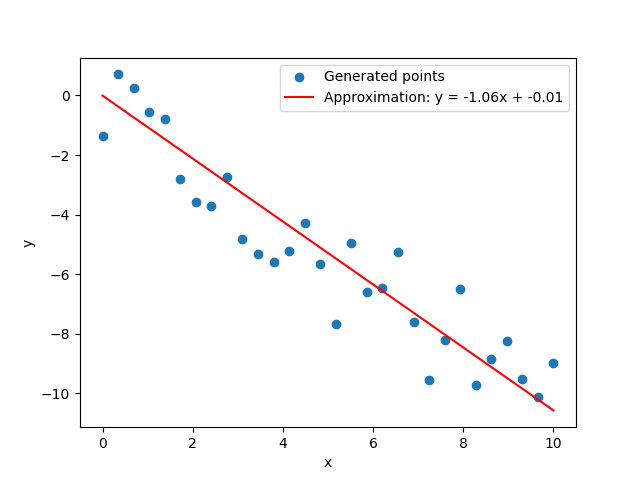 Generated points
Approximation: y = -1.06x + -0.01
0
−2
−4
−6
−8
−10
y
0 2 4 6 8 10
x